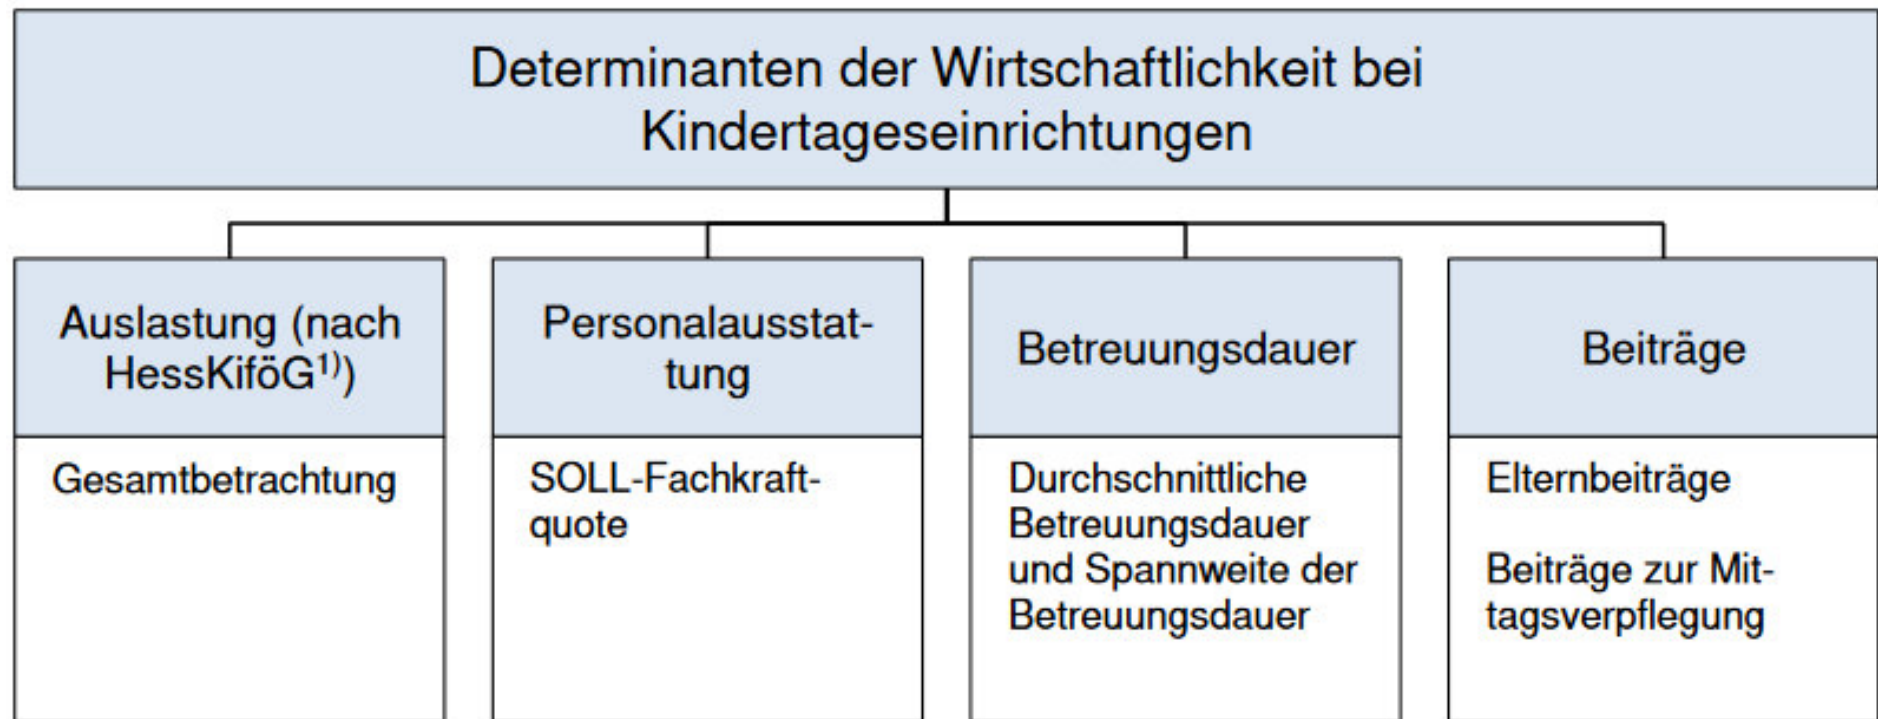 Determinanten der Wirtschaftlichkeit bei
Kindertageseinrichtungen
Auslastung (nach
HessKiföG¹⁾)
Gesamtbetrachtung
Personalausstat-
tung
SOLL-Fachkraft-
quote
Betreuungsdauer
Durchschnittliche
Betreuungsdauer
und Spannweite der
Betreuungsdauer
Beiträge
Elternbeiträge
Beiträge zur Mit-
tagsverpflegung